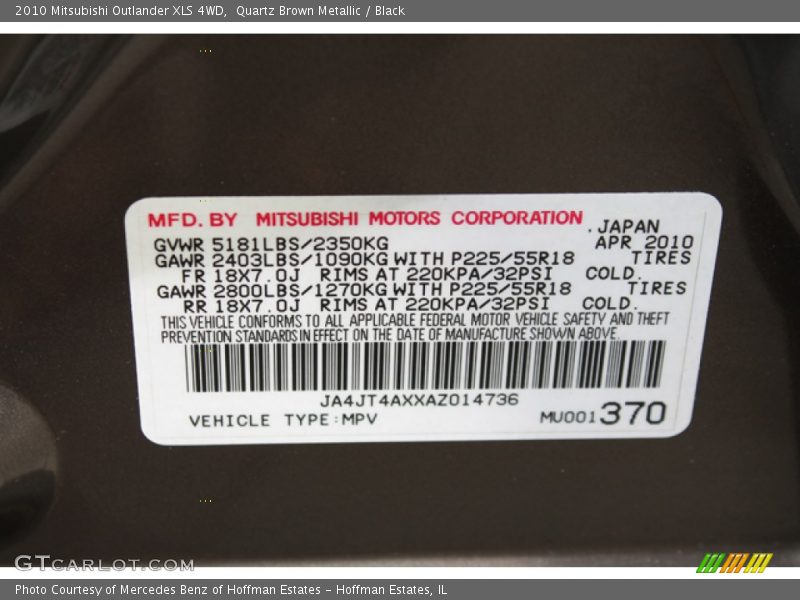 2010 Mitsubishi Outlander XLS 4WD,  Quartz Brown Metallic / Black
MFD. BY MITSUBISHI MOTORS CORPORATION
, JAPAN
GVWR 5181LBS/2350KG APR 2010
GAWR 2403LBS/1090KG WITH P225/55R18 TIRES
FR 18X7.0J RIMS AT 220KPA/32PSI COLD.
GAWR 2800LBS/1270KG WITH P225/55R18 TIRES
RR 18X7.0J RIMS AT 220KPA/32PSI COLD.
THIS VEHICLE CONFORMS TO ALL APPLICABLE FEDERAL MOTOR VEHICLE SAFETY AND THEFT
PREVENTION STANDARDS IN EFFECT ON THE DATE OF MANUFACTURE SHOWN ABOVE.
JA4JT4AXXAZ014736
VEHICLE TYPE:MPV MU001370
GTcarlot.com
Photo Courtesy of Mercedes Benz of Hoffman Estates - Hoffman Estates, IL